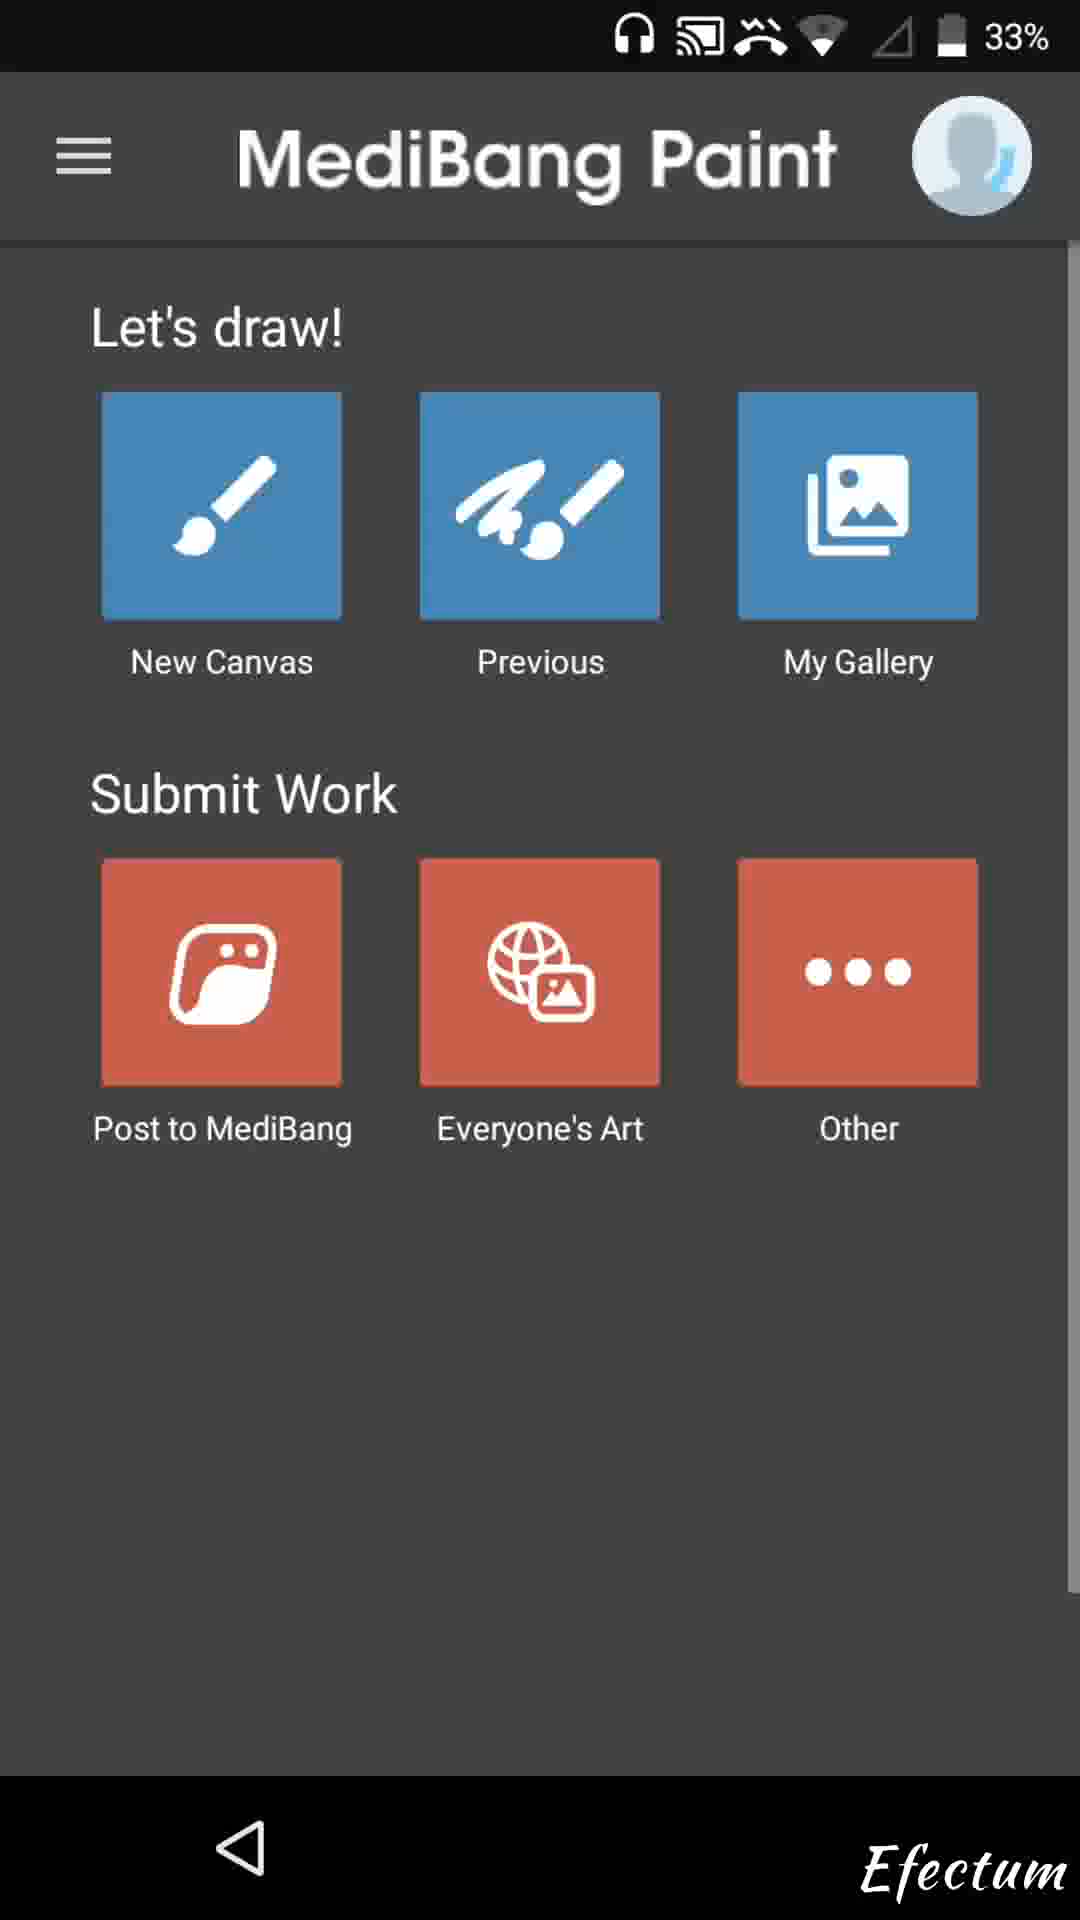 33%
MediBang Paint
Let's draw!
New Canvas Previous My Gallery
Submit Work
Post to MediBang Everyone's Art Other
Efectum